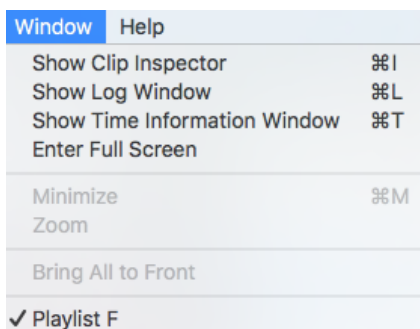 Window Help
Show Clip Inspector ⌘I
Show Log Window ⌘L
Show Time Information Window ⌘T
Enter Full Screen
Minimize ⌘M
Zoom
Bring All to Front
✓ Playlist F